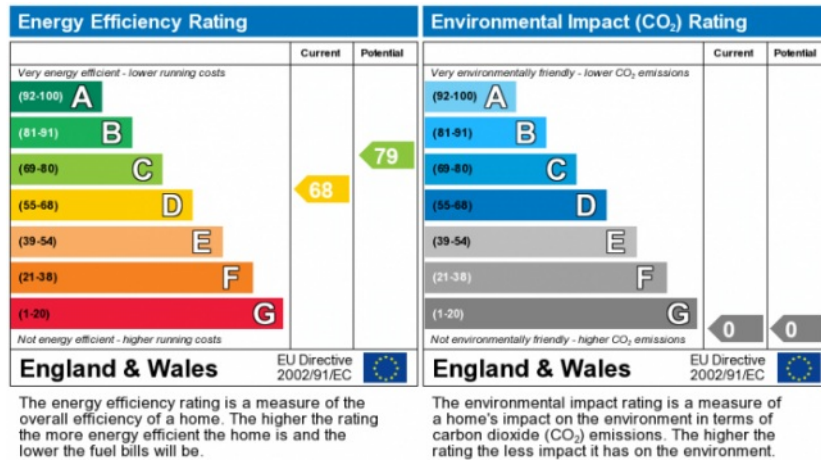 Energy Efficiency Rating
Current Potential
Very energy efficient - lower running costs
(92-100) A
(81-91) B
(69-80) C
79
(55-68) D
68
(39-54) E
(21-38) F
(1-20) G
Not energy efficient - higher running costs
England & Wales
EU Directive
2002/91/EC
The energy efficiency rating is a measure of the
overall efficiency of a home. The higher the rating
the more energy efficient the home is and the
lower the fuel bills will be.
Environmental Impact (CO₂) Rating
Current Potential
Very environmentally friendly - lower CO₂ emissions
(92-100) A
(81-91) B
(69-80) C
(55-68) D
(39-54) E
(21-38) F
(1-20) G
0 0
Not environmentally friendly - higher CO₂ emissions
England & Wales
EU Directive
2002/91/EC
The environmental impact rating is a measure of
a home's impact on the environment in terms of
carbon dioxide (CO₂) emissions. The higher the
rating the less impact it has on the environment.